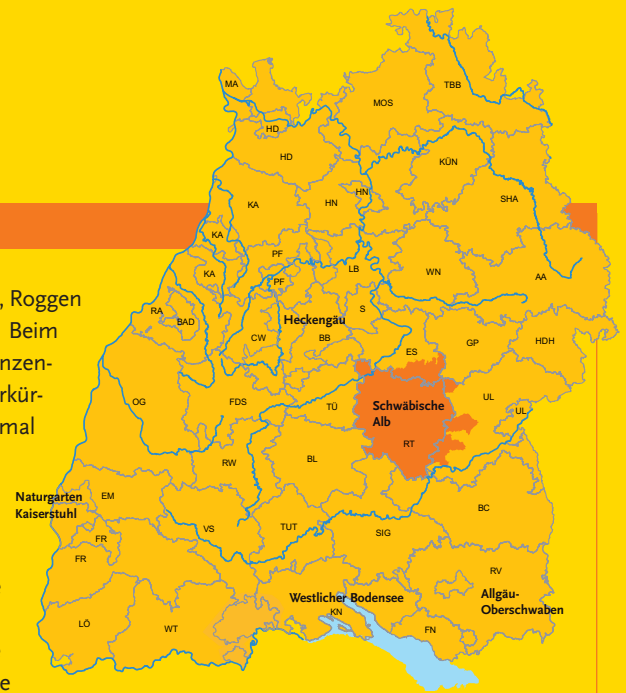 , Roggen
. Beim
nzen-
rkür-
mal
e
MA
TBB
MOS
HD
HD
KÜN
HN
HN
KA
SHA
KA
PF
WN
AA
KA
PF
LB
RA
BAD
Heckengäu
S
CW
BB
ES
GP
HDH
OG
FDS
TÜ
Schwäbische
Alb
UL
UL
RT
RW
BL
Naturgarten
Kaiserstuhl
EM
BC
VS
TUT
SIG
FR
FR
RV
Westlicher Bodensee
Allgäu-
Oberschwaben
KN
LÖ
WT
FN